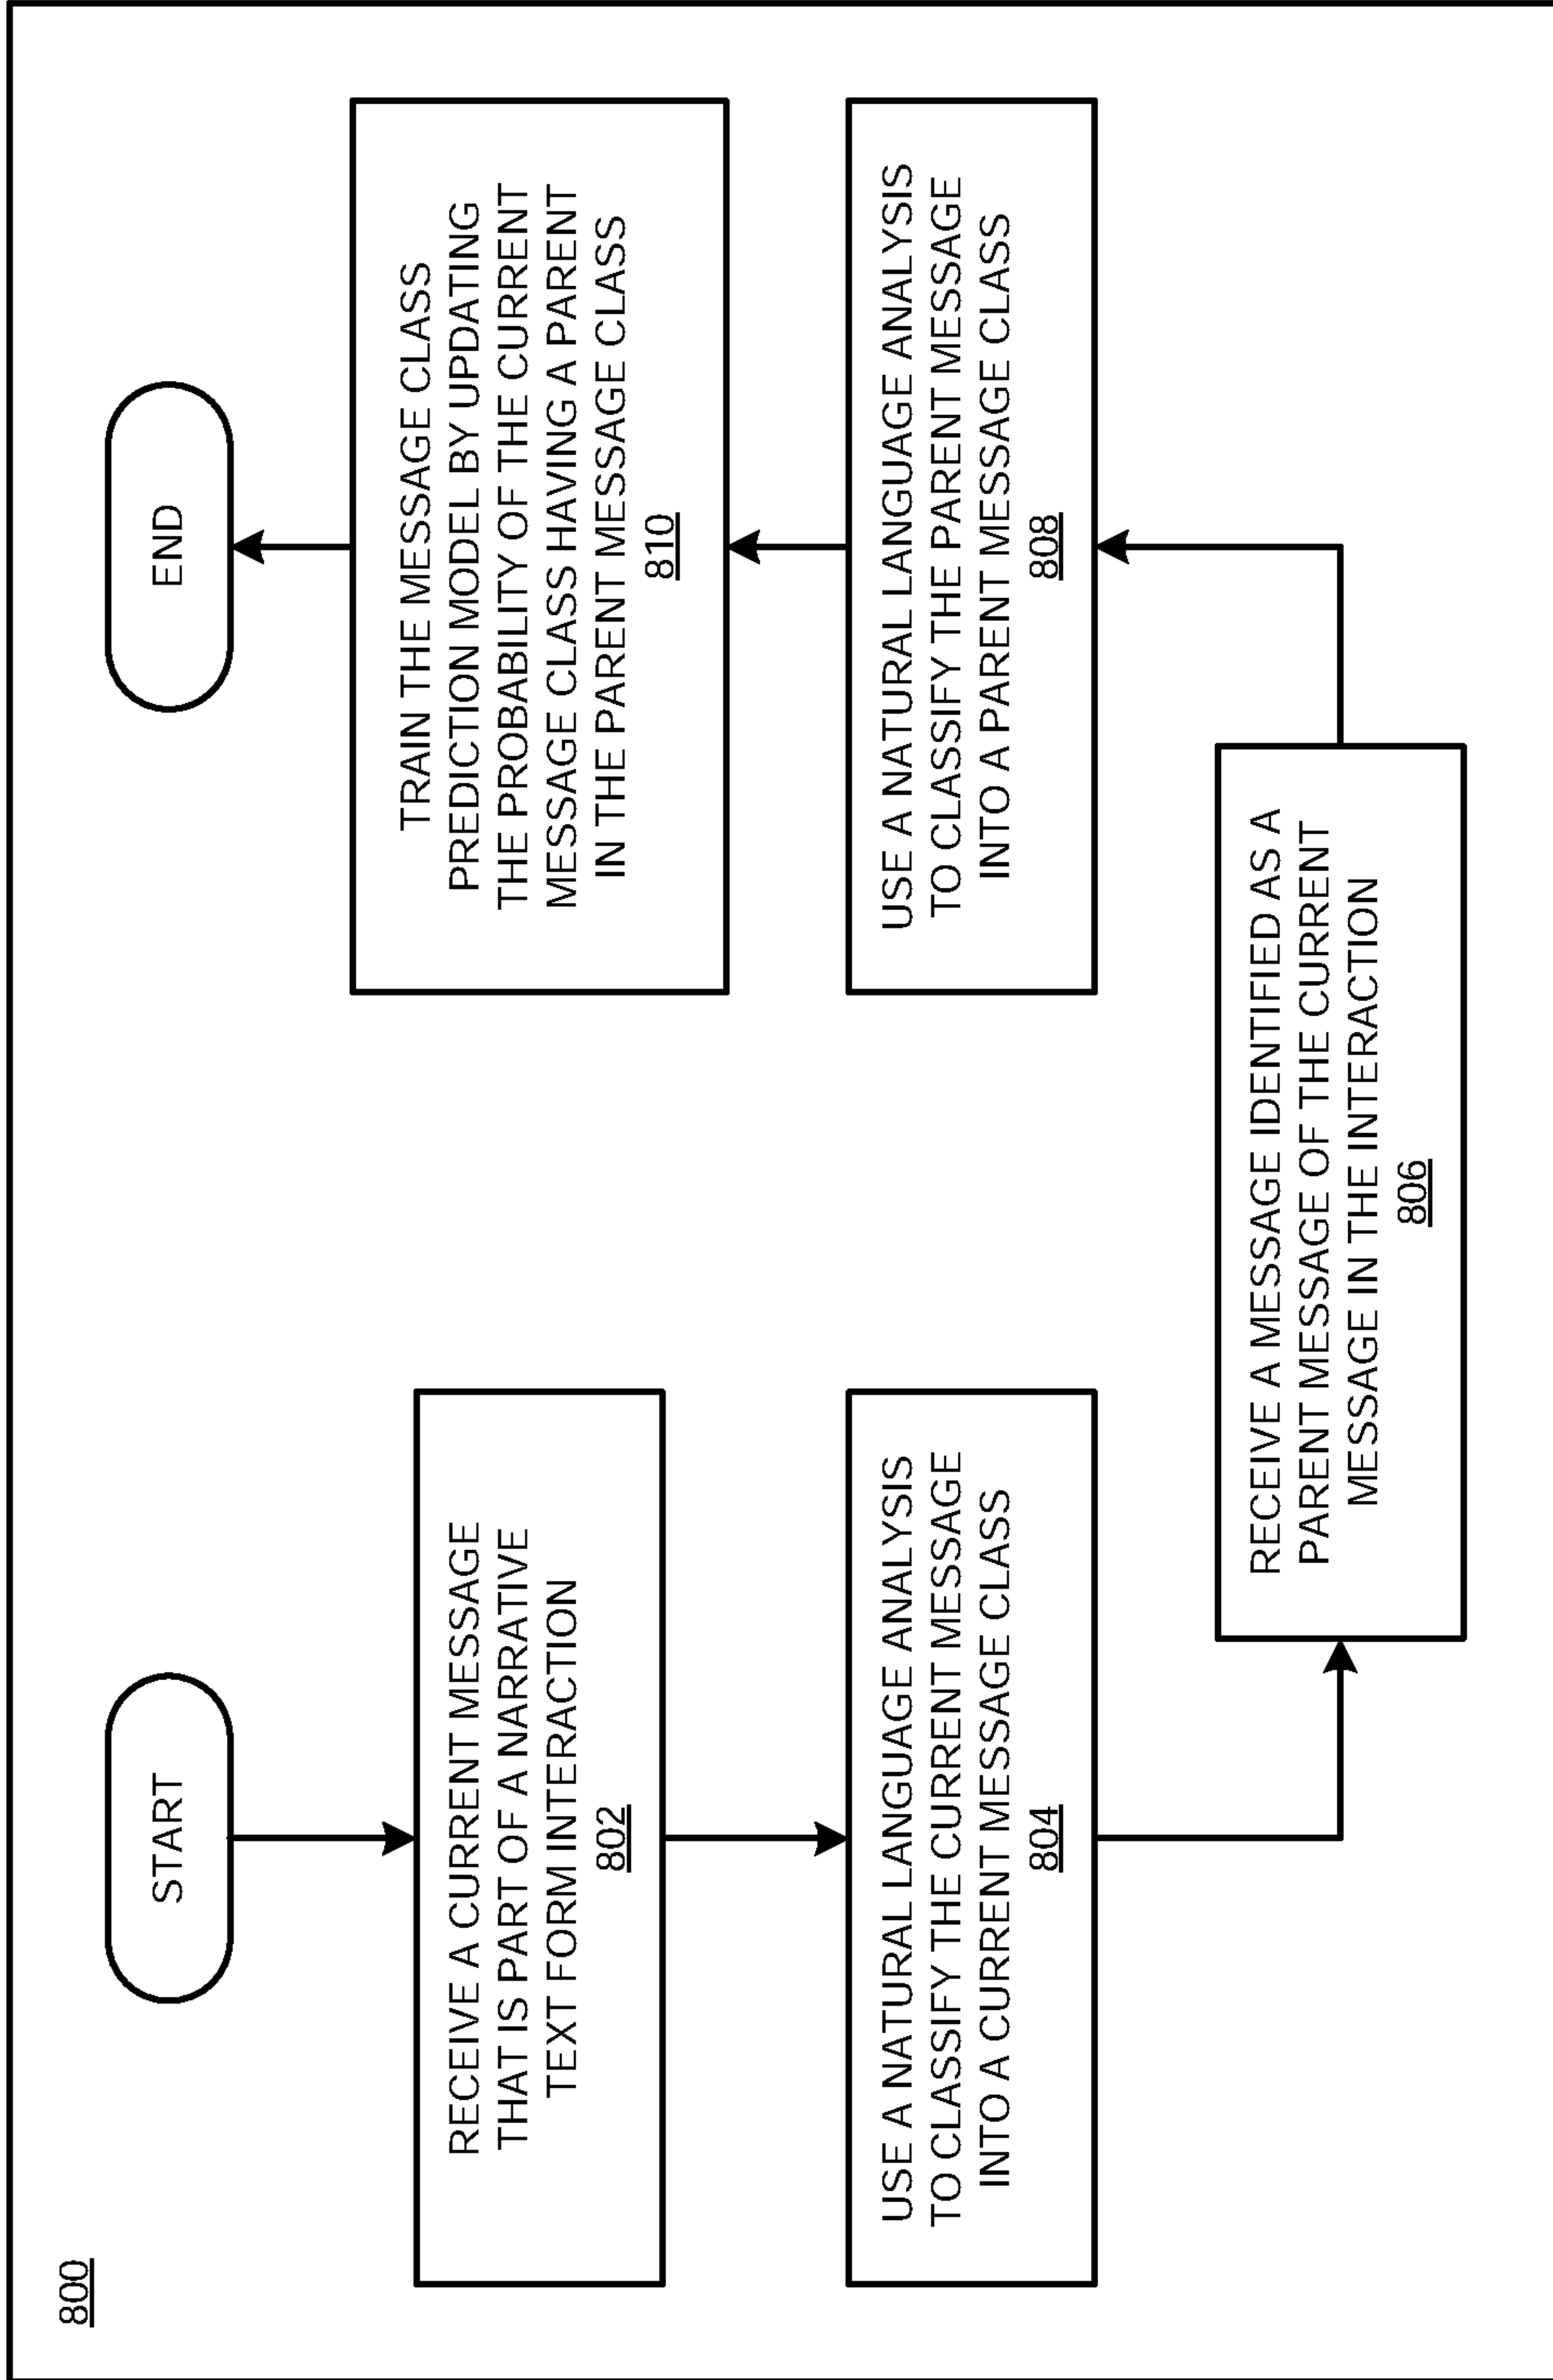 800
START
RECEIVE A CURRENT MESSAGE
THAT IS PART OF A NARRATIVE
TEXT FORM INTERACTION
802
USE A NATURAL LANGUAGE ANALYSIS
TO CLASSIFY THE CURRENT MESSAGE
INTO A CURRENT MESSAGE CLASS
804
RECEIVE A MESSAGE IDENTIFIED AS A
PARENT MESSAGE OF THE CURRENT
MESSAGE IN THE INTERACTION
806
USE A NATURAL LANGUAGE ANALYSIS
TO CLASSIFY THE PARENT MESSAGE
INTO A PARENT MESSAGE CLASS
808
TRAIN THE MESSAGE CLASS
PREDICTION MODEL BY UPDATING
THE PROBABILITY OF THE CURRENT
MESSAGE CLASS HAVING A PARENT
IN THE PARENT MESSAGE CLASS
810
END